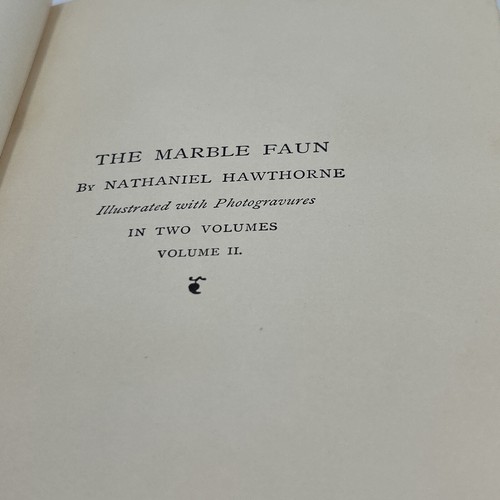 THE MARBLE FAUN
By NATHANIEL HAWTHORNE
Illustrated with Photogravures
IN TWO VOLUMES
VOLUME II.